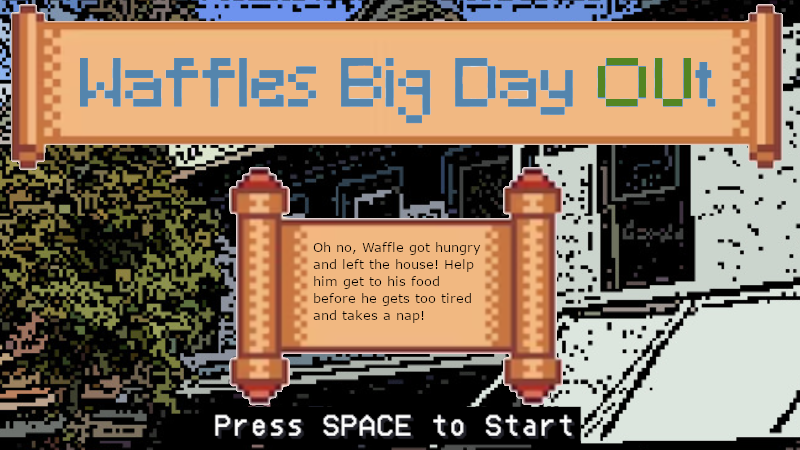 Waffles Big Day OUt
Oh no, Waffle got hungry
and left the house! Help
him get to his food
before he gets too tired
and takes a nap!
Press SPACE to Start